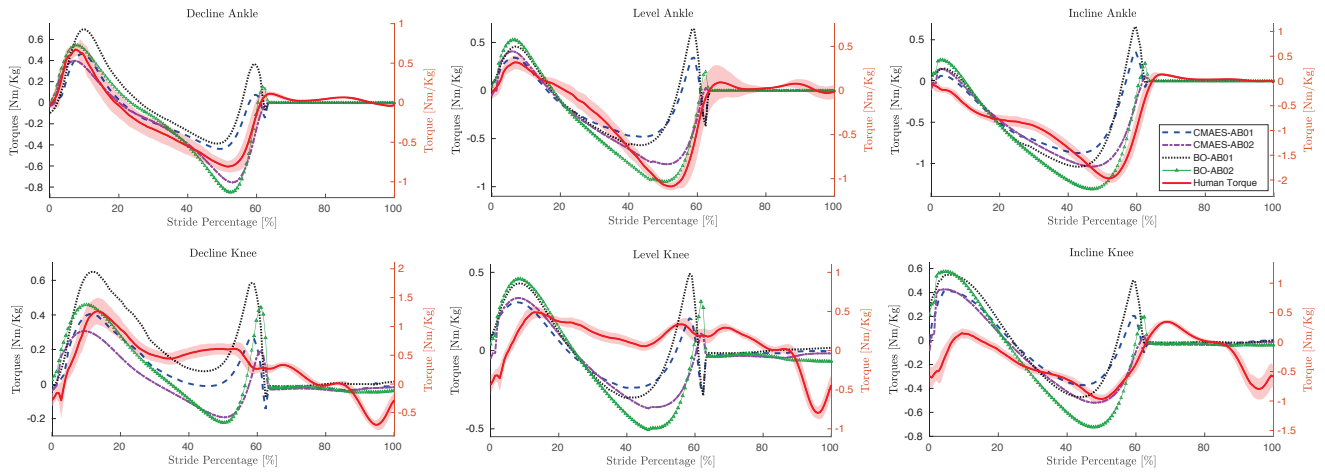 Decline Ankle
Level Ankle
Incline Ankle
Torques [Nm/Kg]
0.6
0.4
0.2
0
-0.2
-0.4
-0.6
-0.8
0 20 40 60 80 100
Stride Percentage [%]
1
0.5
0
-0.5
-1
Torque [Nm/Kg]
Torques [Nm/Kg]
0.5
0
-0.5
-1
0 20 40 60 80 100
Stride Percentage [%]
0.5
0
-0.5
-1
Torque [Nm/Kg]
Torques [Nm/Kg]
0.5
0
-0.5
-1
0 20 40 60 80 100
Stride Percentage [%]
1
0.5
0
-0.5
-1
-1.5
-2
Torque [Nm/Kg]
CMAES-AB01
CMAES-AB02
BO-AB01
BO-AB02
Human Torque
Decline Knee
Level Knee
Incline Knee
Torques [Nm/Kg]
0.6
0.4
0.2
0
-0.2
0 20 40 60 80 100
Stride Percentage [%]
2
1.5
1
0.5
0
-0.5
Torque [Nm/Kg]
Torques [Nm/Kg]
0.5
0
-0.5
0 20 40 60 80 100
Stride Percentage [%]
1
0.5
0
-0.5
-1
Torque [Nm/Kg]
Torques [Nm/Kg]
0.6
0.4
0.2
0
-0.2
-0.4
-0.6
-0.8
0 20 40 60 80 100
Stride Percentage [%]
1
0.5
0
-0.5
-1
-1.5
Torque [Nm/Kg]